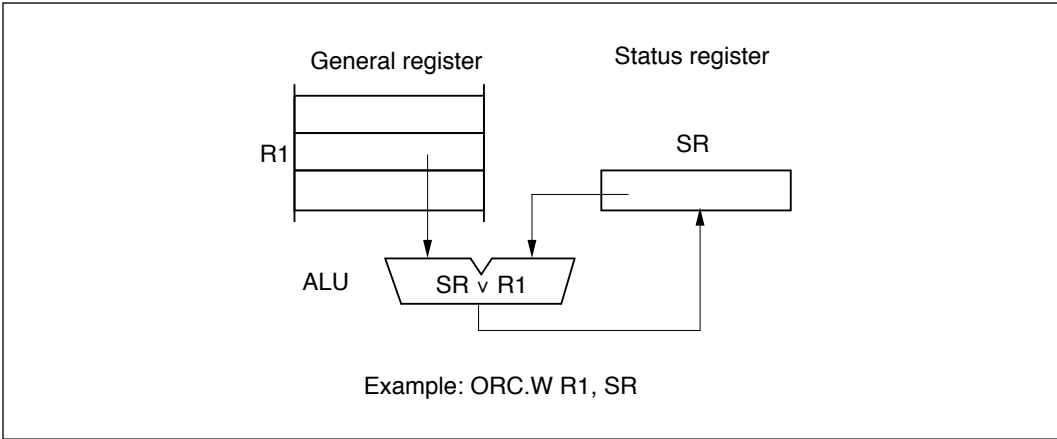 General register
Status register
R1
SR
ALU
SR ∨ R1
Example: ORC.W R1, SR